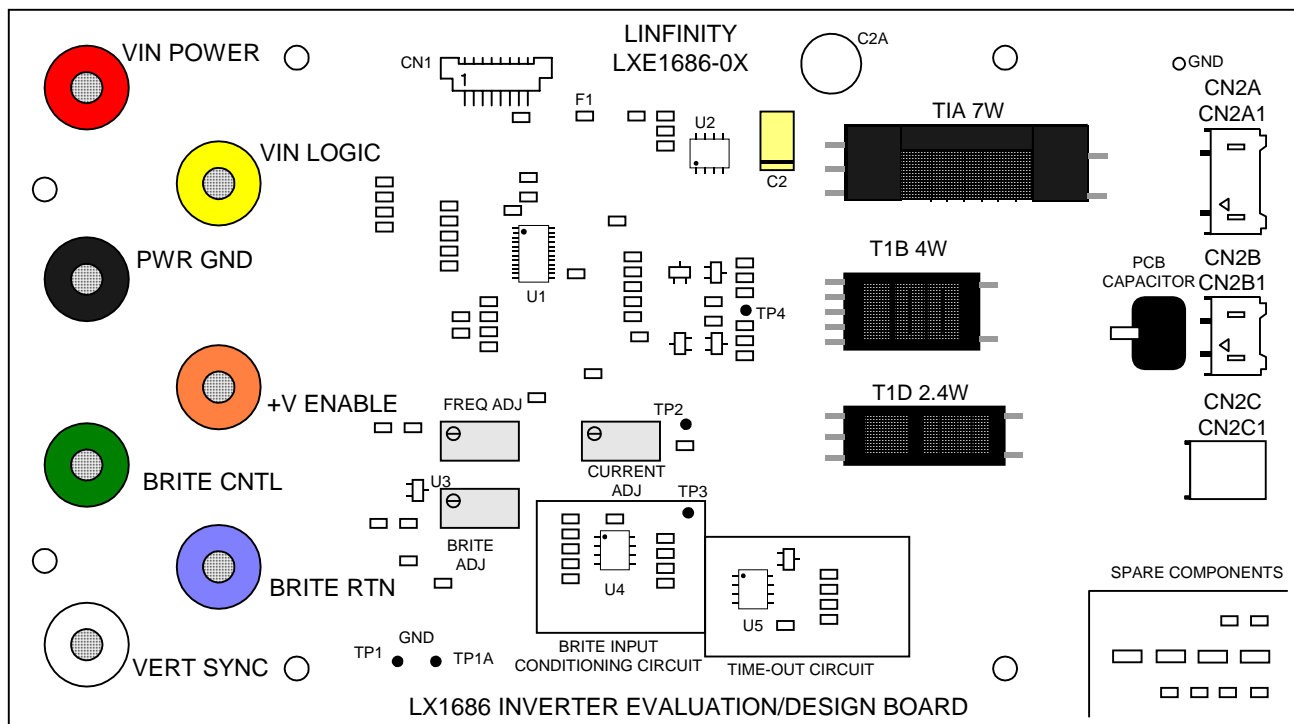 LINFINITY
LXE1686-0X
VIN POWER
CN1
1
C2A
GND
CN2A
CN2A1
F1
U2
C2
TIA 7W
VIN LOGIC
PWR GND
U1
T1B 4W
PCB
CAPACITOR
CN2B
CN2B1
TP4
+V ENABLE
FREQ ADJ
TP2
T1D 2.4W
CN2C
CN2C1
BRITE CNTL
U3
CURRENT
ADJ
TP3
BRITE
ADJ
BRITE RTN
U4
U5
SPARE COMPONENTS
VERT SYNC
TP1
GND
TP1A
BRITE INPUT
CONDITIONING CIRCUIT
TIME-OUT CIRCUIT
LX1686 INVERTER EVALUATION/DESIGN BOARD